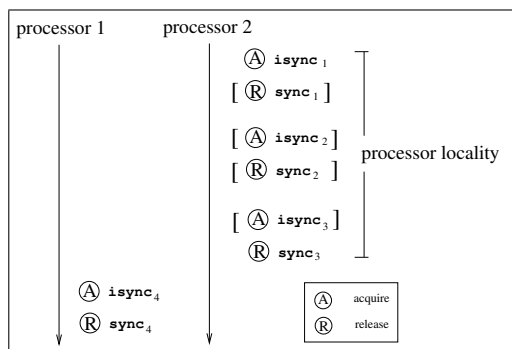 processor 1 processor 2
Ⓐ isync₁
[ Ⓡ sync₁ ]
[ Ⓐ isync₂ ]
[ Ⓡ sync₂ ]
processor locality
[ Ⓐ isync₃ ]
Ⓡ sync₃
Ⓐ isync₄
Ⓡ sync₄
Ⓐ acquire
Ⓡ release